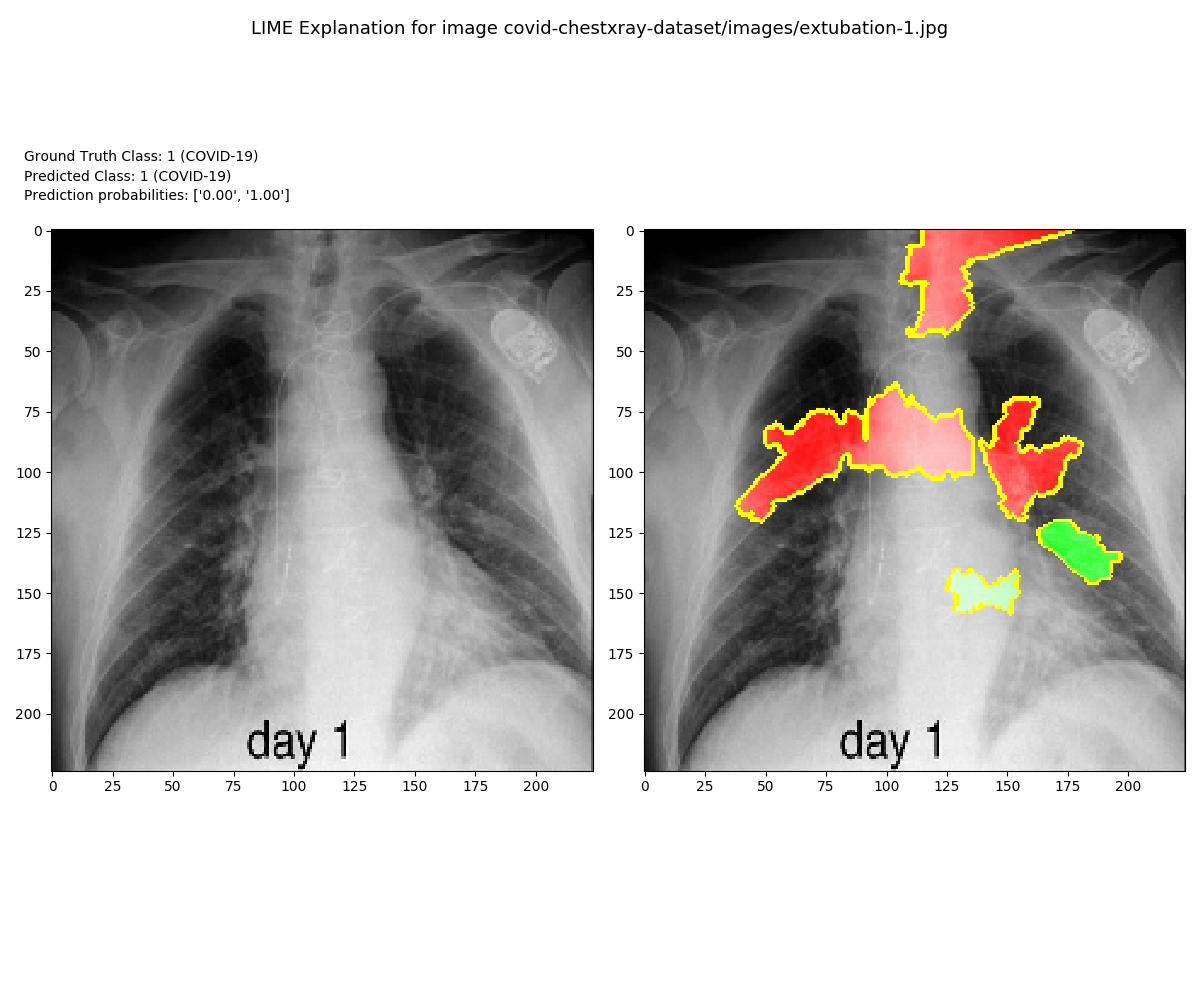 LIME Explanation for image covid-chestxray-dataset/images/extubation-1.jpg
Ground Truth Class: 1 (COVID-19)
Predicted Class: 1 (COVID-19)
Prediction probabilities: ['0.00', '1.00']
0
25
50
75
100
125
150
175
200
0 25 50 75 100 125 150 175 200
day 1
0
25
50
75
100
125
150
175
200
0 25 50 75 100 125 150 175 200
day 1